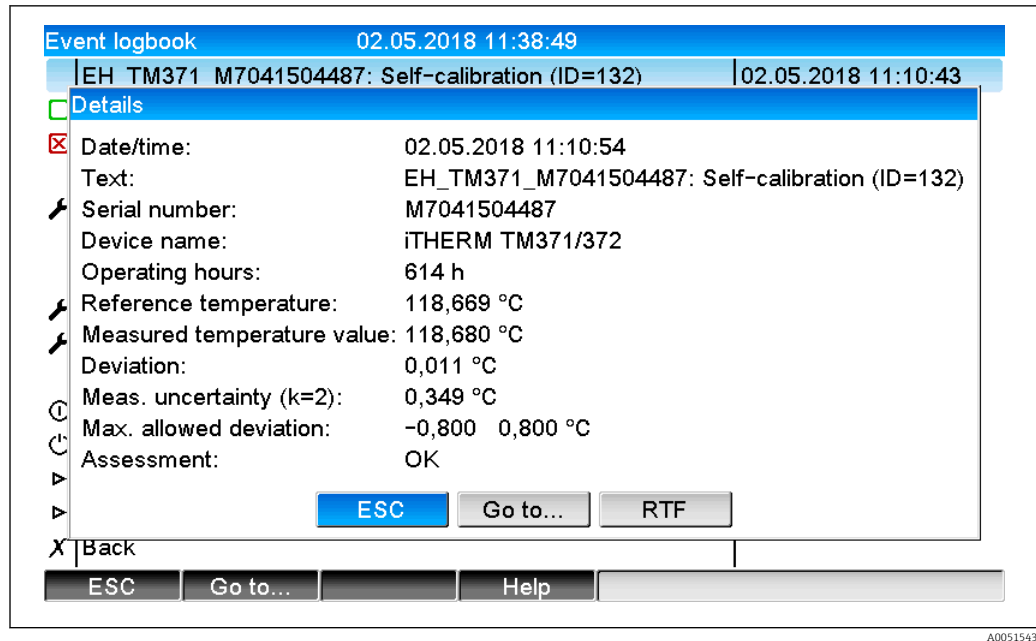 Event logbook 02.05.2018 11:38:49
EH_TM371_M7041504487: Self-calibration (ID=132) 02.05.2018 11:10:43
Details
Date/time: 02.05.2018 11:10:54
Text: EH_TM371_M7041504487: Self-calibration (ID=132)
Serial number: M7041504487
Device name: iTHERM TM371/372
Operating hours: 614 h
Reference temperature: 118,669 °C
Measured temperature value: 118,680 °C
Deviation: 0,011 °C
Meas. uncertainty (k=2): 0,349 °C
Max. allowed deviation: -0,800 0,800 °C
Assessment: OK
ESC Go to... RTF
X Back
ESC Go to... Help
A0051543